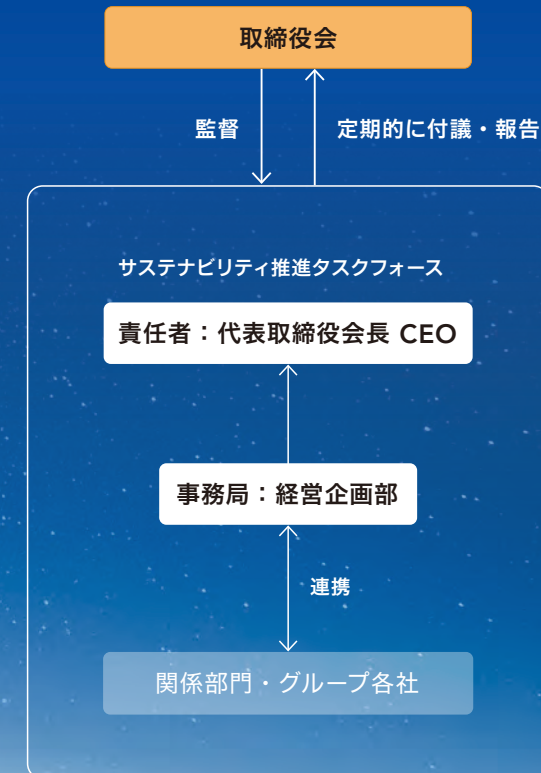 取締役会
監督
定期的に付議・報告
サステナビリティ推進タスクフォース
責任者：代表取締役会長 CEO
事務局：経営企画部
連携
関係部門・グループ各社